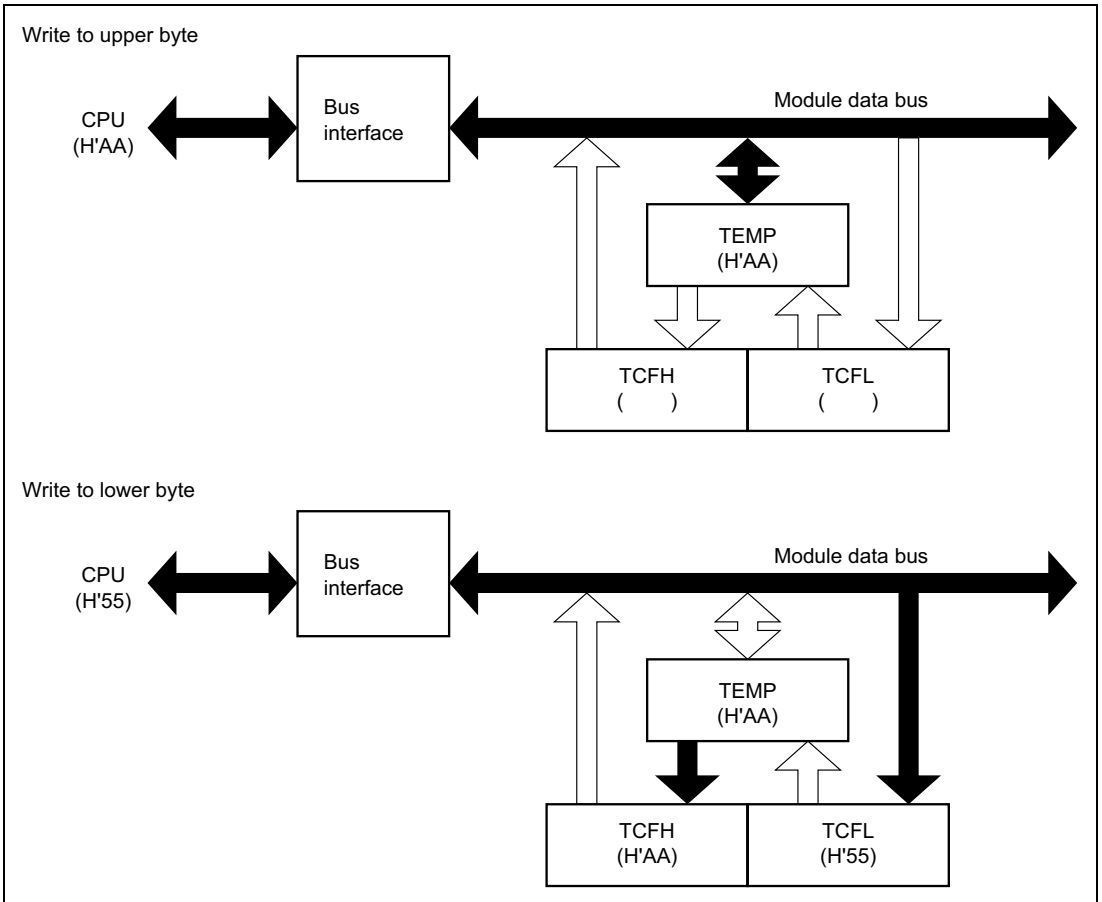 Write to upper byte
CPU
(H'AA)
Bus
interface
Module data bus
TEMP
(H'AA)
TCFH
(        )
TCFL
(        )
Write to lower byte
CPU
(H'55)
Bus
interface
Module data bus
TEMP
(H'AA)
TCFH
(H'AA)
TCFL
(H'55)